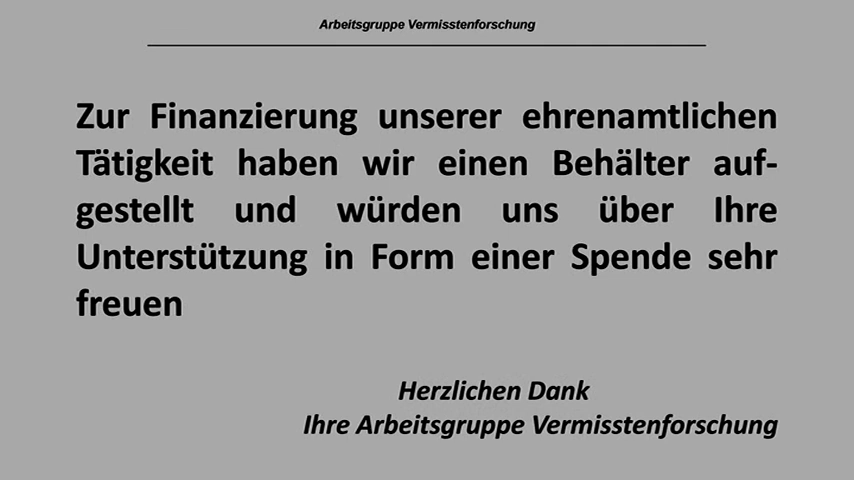 Arbeitsgruppe Vermisstenforschung
Zur Finanzierung unserer ehrenamtlichen
Tätigkeit haben wir einen Behälter auf-
gestellt und würden uns über Ihre
Unterstützung in Form einer Spende sehr
freuen
Herzlichen Dank
Ihre Arbeitsgruppe Vermisstenforschung